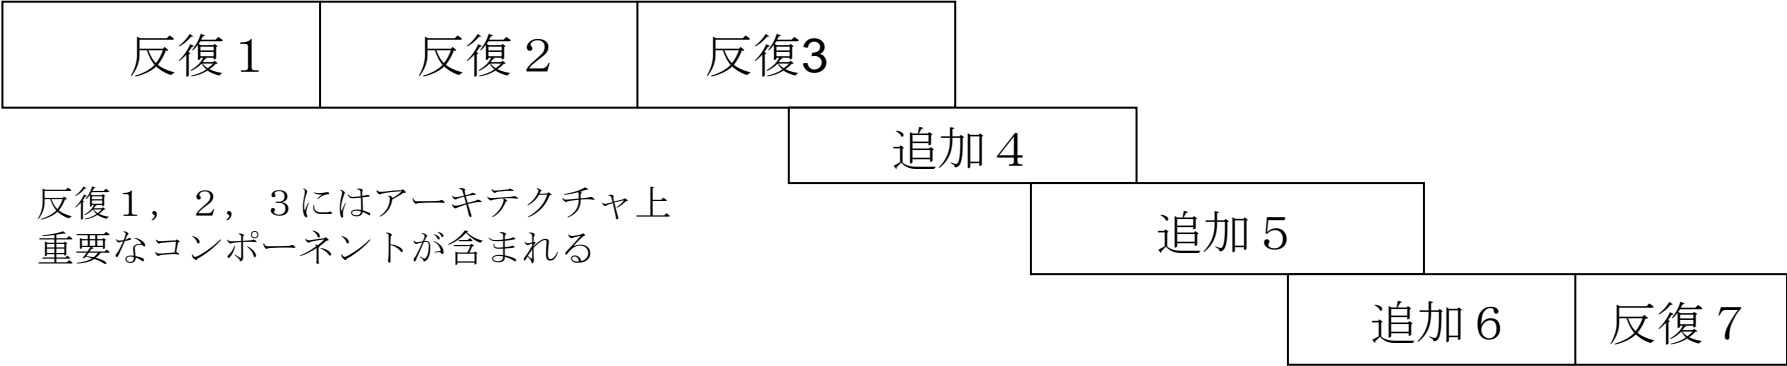 反復１
反復２
反復3
追加４
反復１，２，３にはアーキテクチャ上
重要なコンポーネントが含まれる
追加５
追加６
反復７